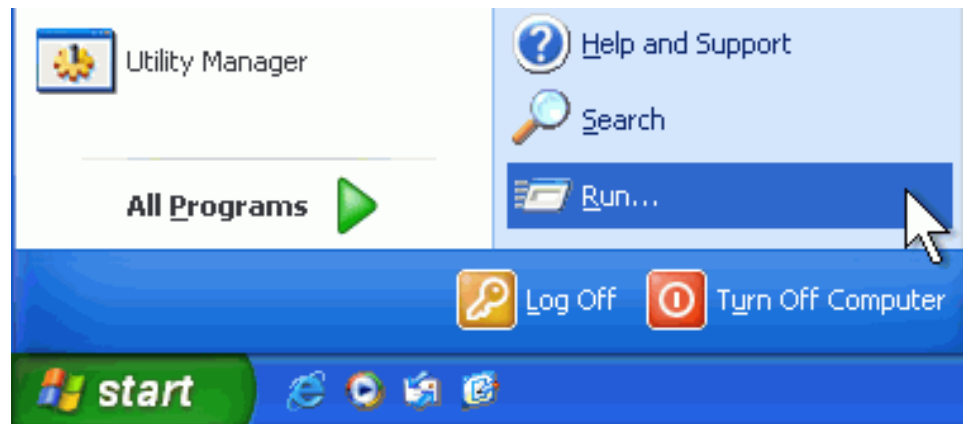 Utility Manager
All Programs
Help and Support
Search
Run...
Log Off
Turn Off Computer
start